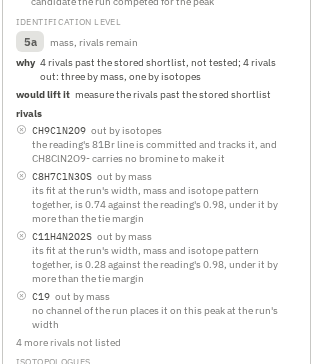 candidate the run competed for the peak
IDENTIFICATION LEVEL
5a mass, rivals remain
why 4 rivals past the stored shortlist, not tested; 4 rivals
out: three by mass, one by isotopes
would lift it measure the rivals past the stored shortlist
rivals
CH9ClN2O9 out by isotopes
the reading's 81Br line is committed and tracks it, and
CH8ClN2O9- carries no bromine to make it
C8H7ClN3OS out by mass
its fit at the run's width, mass and isotope pattern
together, is 0.74 against the reading's 0.98, under it by
more than the tie margin
C11H4N2O2S out by mass
its fit at the run's width, mass and isotope pattern
together, is 0.28 against the reading's 0.98, under it by
more than the tie margin
C19 out by mass
no channel of the run places it on this peak at the run's
width
4 more rivals not listed
ISOTOPOLOGUES